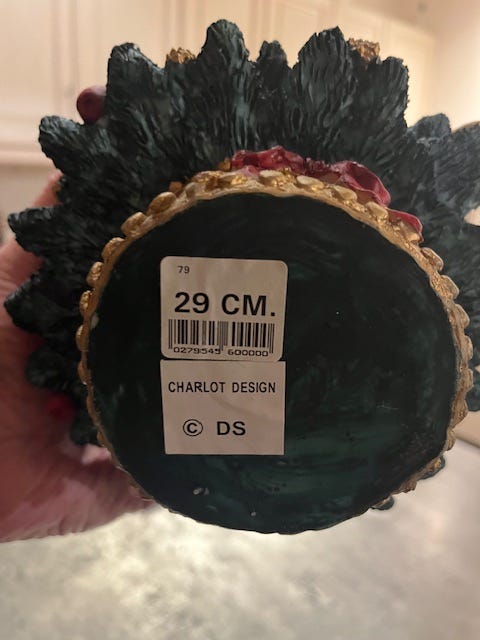 79
29 CM.
0279545 600000
CHARLOT DESIGN
© DS